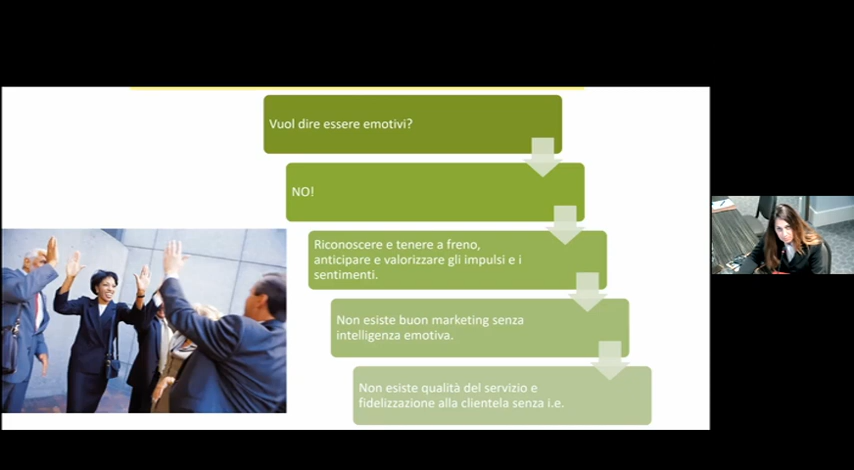 Vuol dire essere emotivi?
NO!
Riconoscere e tenere a freno,
anticipare e valorizzare gli impulsi e i
sentimenti.
Non esiste buon marketing senza
intelligenza emotiva.
Non esiste qualità del servizio e
fidelizzazione alla clientela senza i.e.